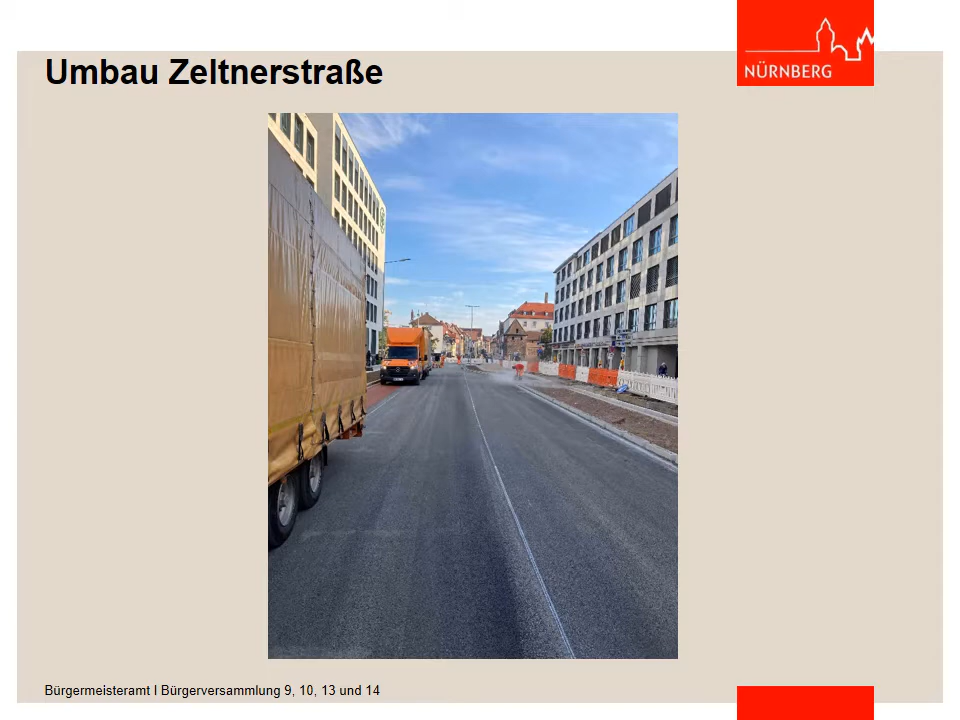 Umbau Zeltnerstraße
NÜRNBERG
Bürgermeisteramt I Bürgerversammlung 9, 10, 13 und 14